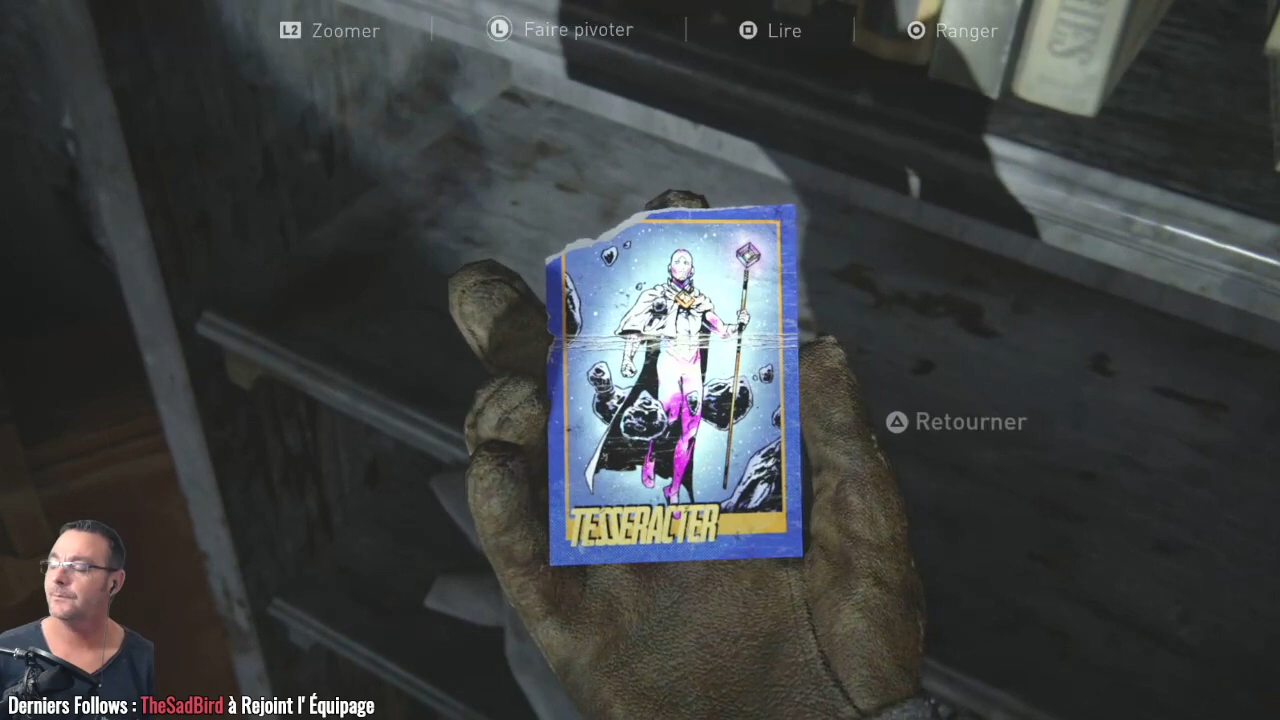 L2 Zoomer
L Faire pivoter
Lire
Ranger
Retourner
TESSERACTER
Derniers Follows : TheSadBird à Rejoint l' Équipage